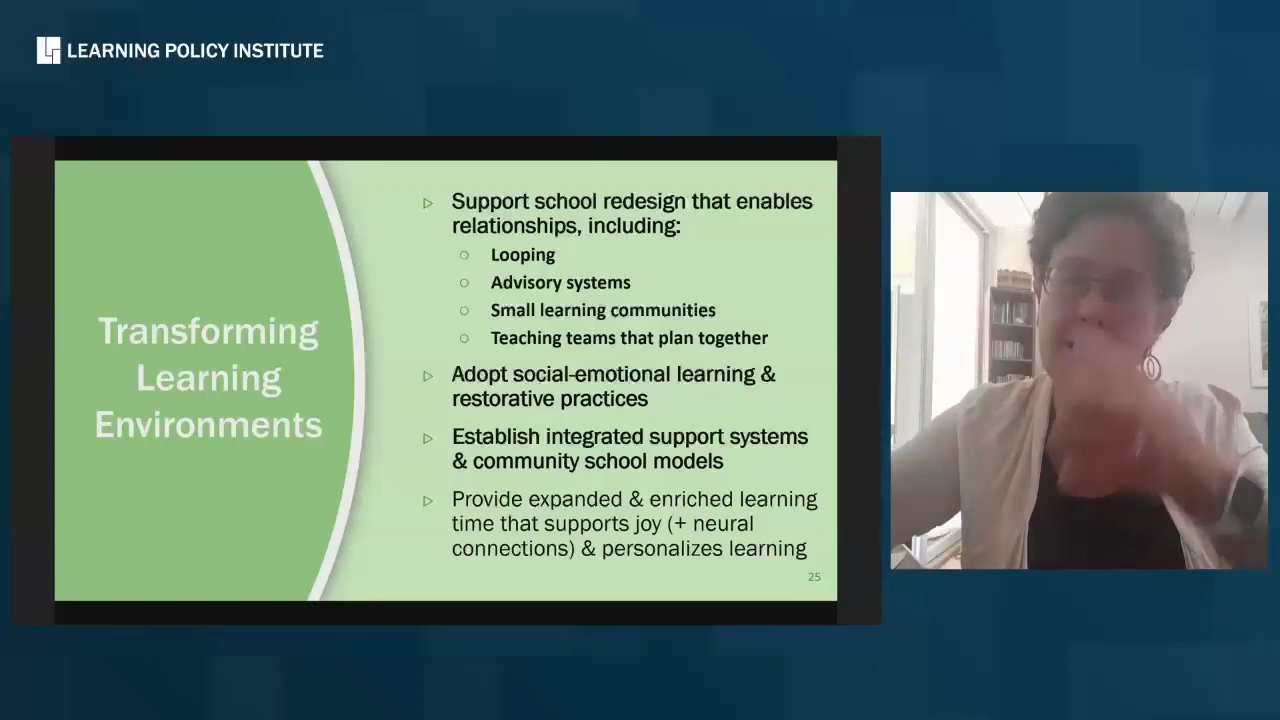 LEARNING POLICY INSTITUTE
Transforming
Learning
Environments
▷ Support school redesign that enables
relationships, including:
○ Looping
○ Advisory systems
○ Small learning communities
○ Teaching teams that plan together
▷ Adopt social-emotional learning &
restorative practices
▷ Establish integrated support systems
& community school models
▷ Provide expanded & enriched learning
time that supports joy (+ neural
connections) & personalizes learning
25